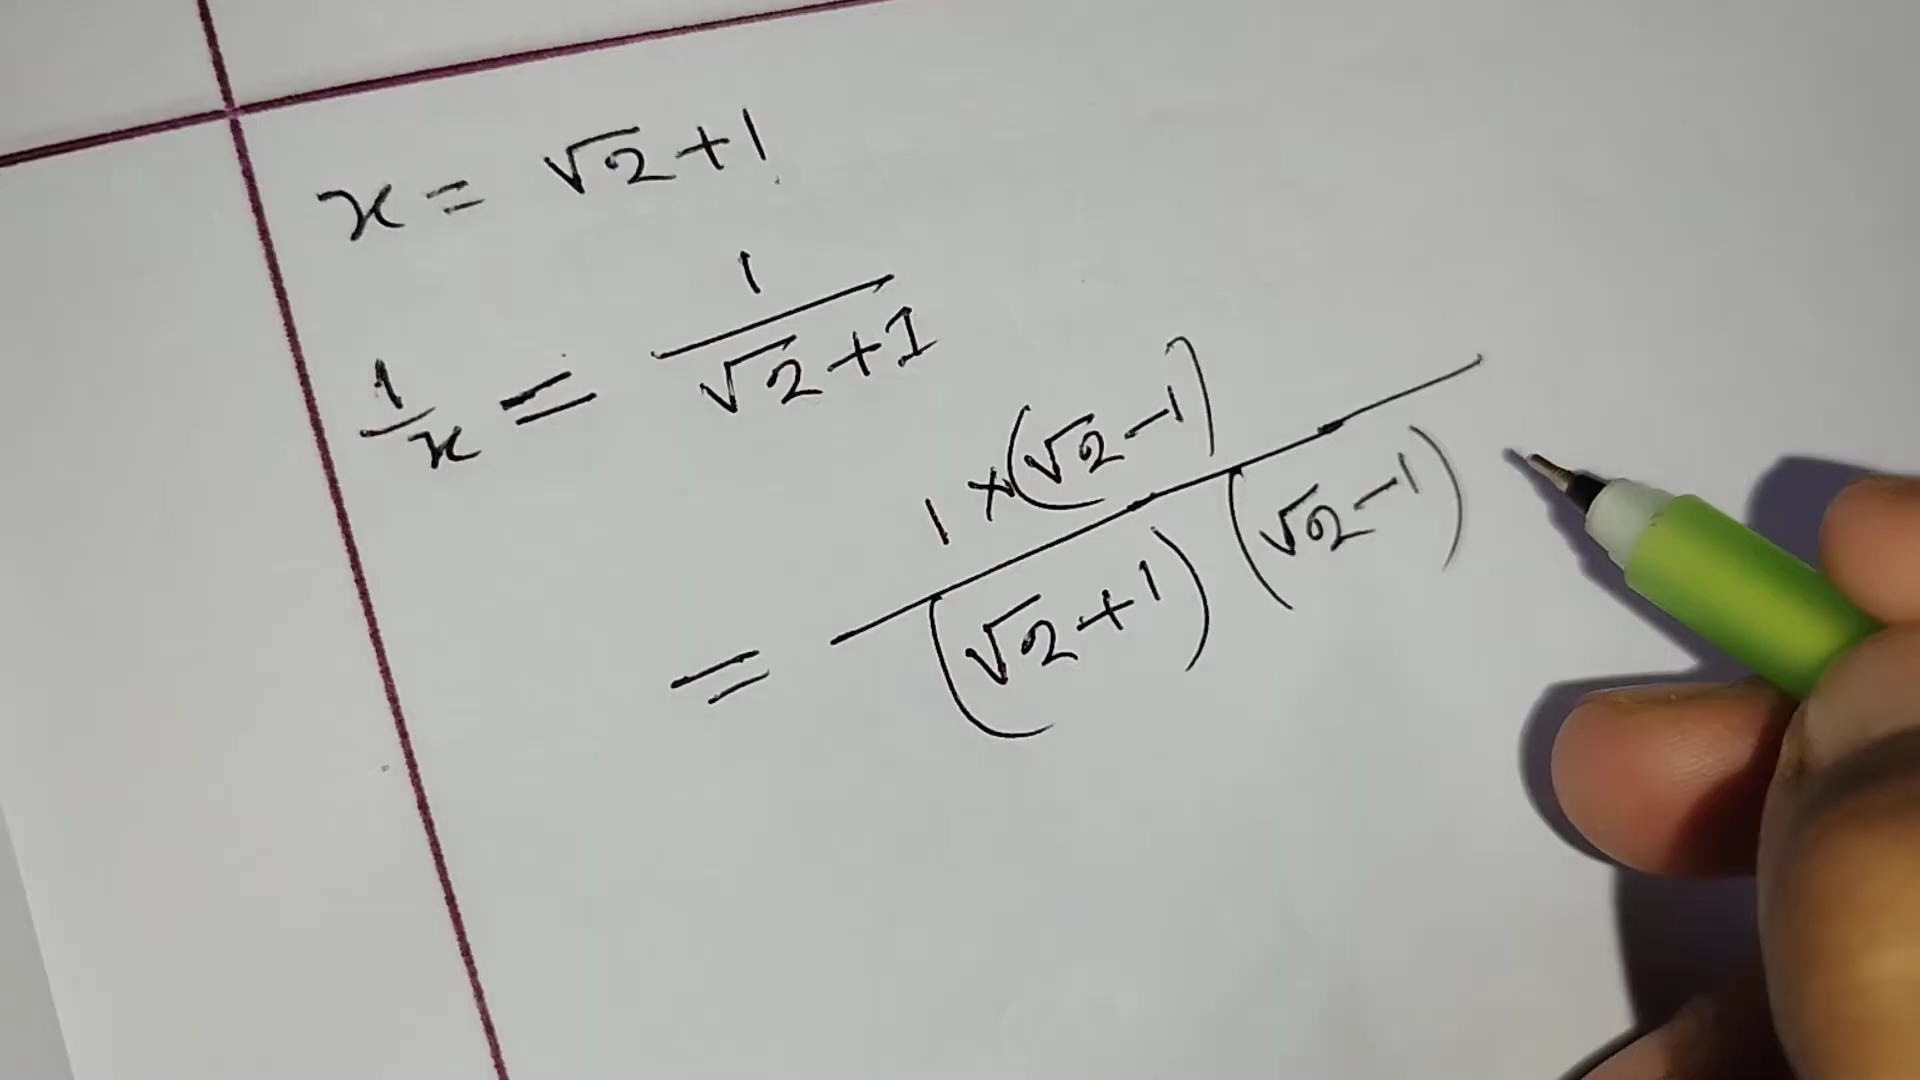 x = √2 + 1
1/x = 1/(√2 + 1)
= 1 × (√2 − 1)/((√2 + 1) (√2 − 1))